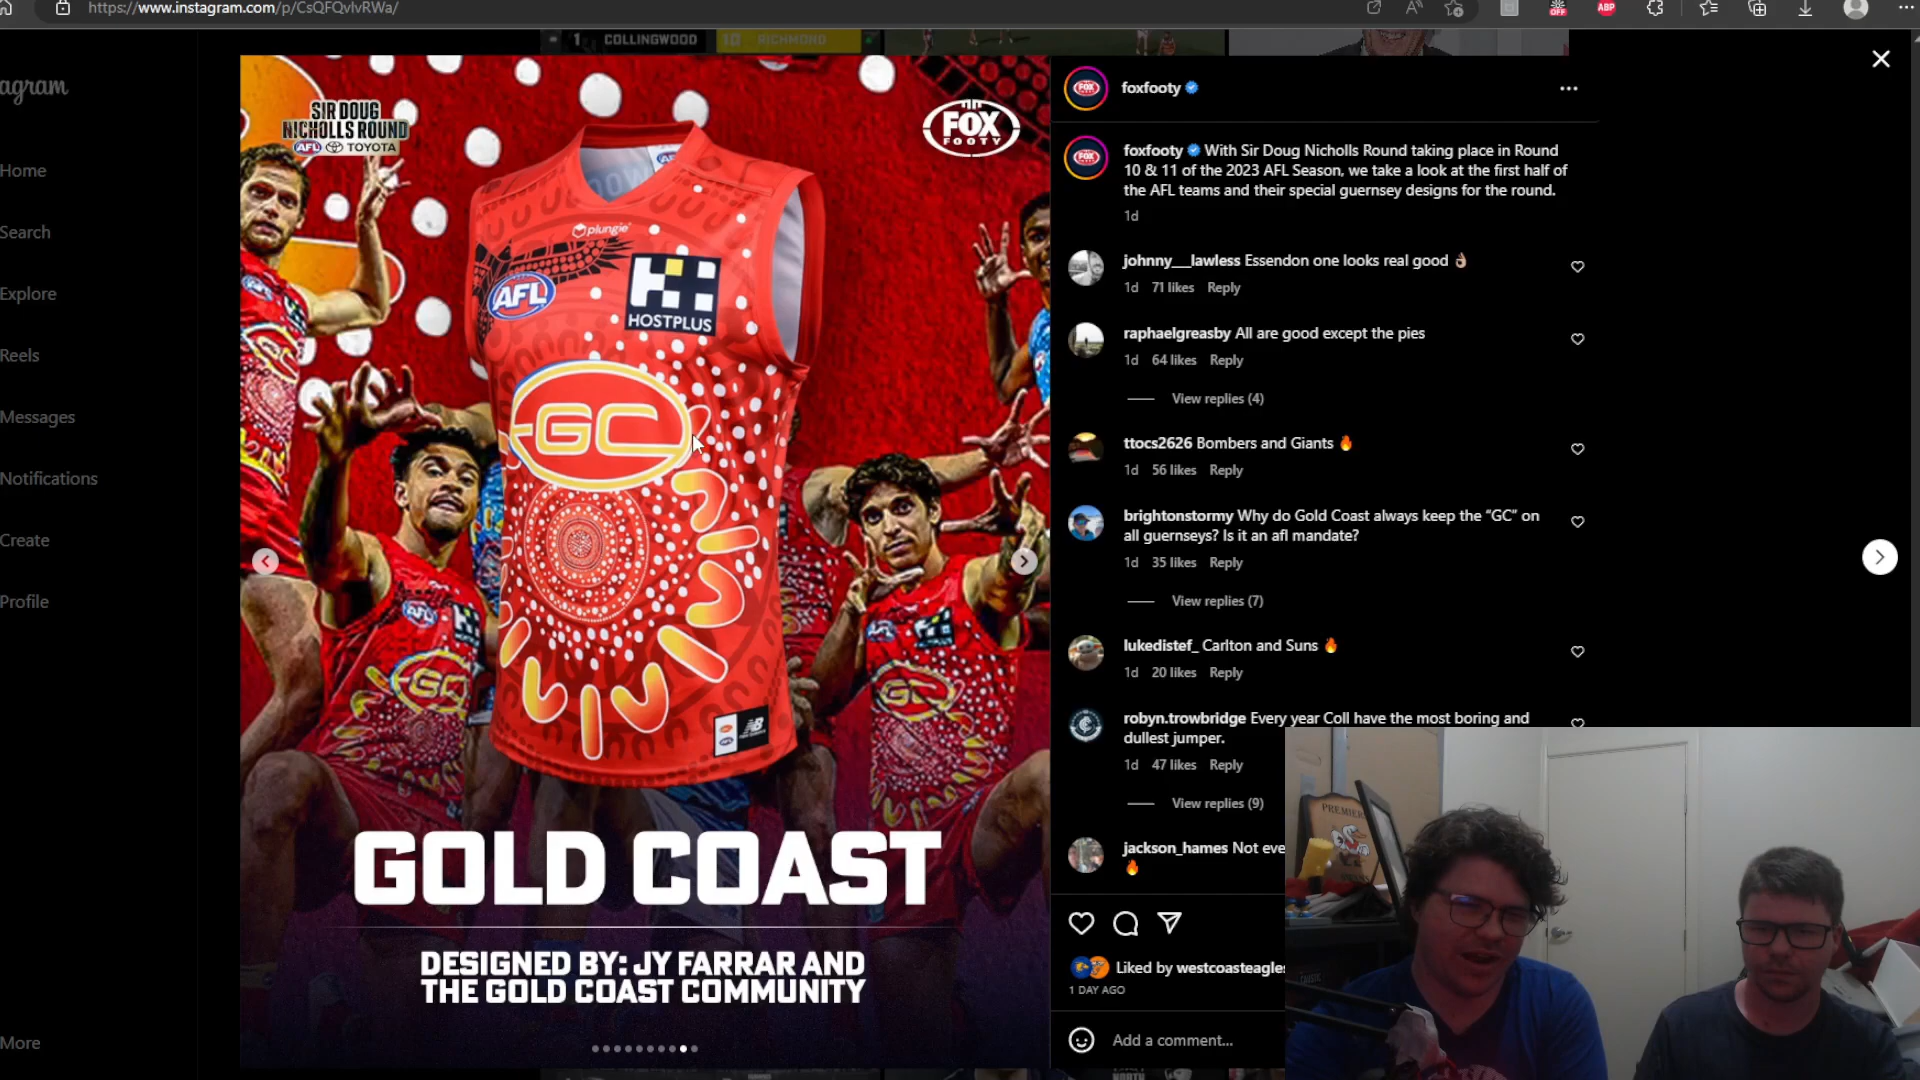 https://www.instagram.com/p/CsQFQvlvRWa/
OFF
ABP
1 COLLINGWOOD
18 RICHMOND
agram
Home
Search
Explore
Reels
Messages
Notifications
Create
Profile
More
SIR DOUG
NICHOLLS ROUND
AFL TOYOTA
FOX
FOOTY
plungie
AFL
HOSTPLUS
GC
GOLD COAST
DESIGNED BY: JY FARRAR AND
THE GOLD COAST COMMUNITY
foxfooty
foxfooty With Sir Doug Nicholls Round taking place in Round
10 & 11 of the 2023 AFL Season, we take a look at the first half of
the AFL teams and their special guernsey designs for the round.
1d
johnny___lawless Essendon one looks real good 👌🏼
1d 71 likes Reply
raphaelgreasby All are good except the pies
1d 64 likes Reply
View replies (4)
ttocs2626 Bombers and Giants 🔥
1d 56 likes Reply
brightonstormy Why do Gold Coast always keep the “GC” on
all guernseys? Is it an afl mandate?
1d 35 likes Reply
View replies (7)
lukedistef_ Carlton and Suns 🔥
1d 20 likes Reply
robyn.trowbridge Every year Coll have the most boring and
dullest jumper.
1d 47 likes Reply
View replies (9)
jackson_hames Not eve
🔥
Liked by westcoasteagles
1 DAY AGO
Add a comment...
PREMIER